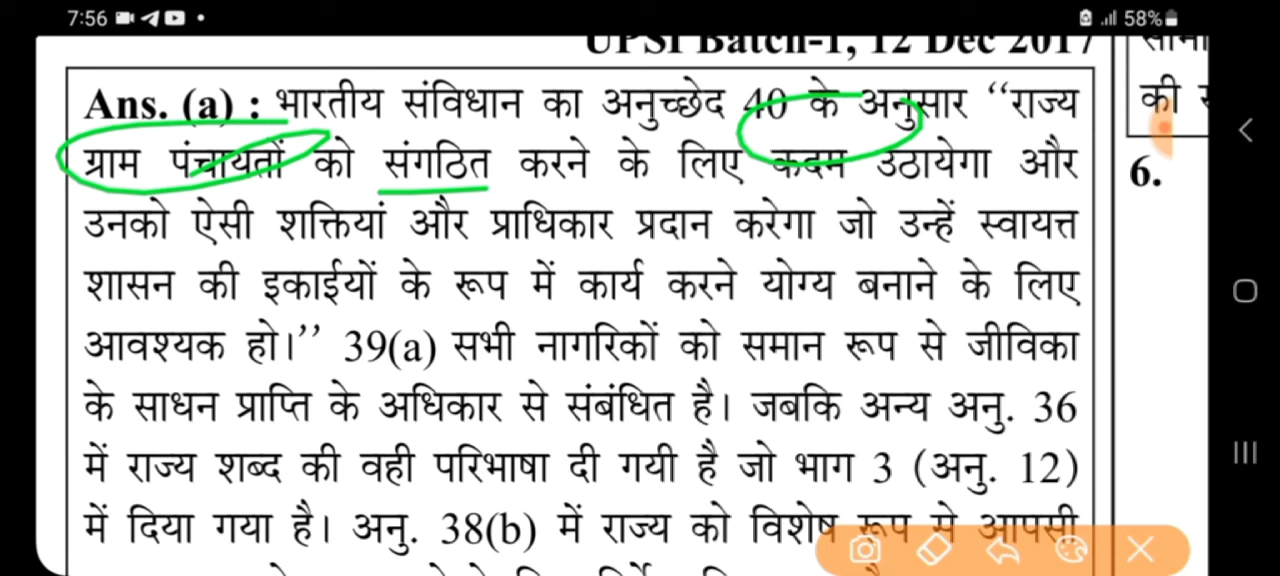 7:56 58%
UPSI Batch-1, 12 Dec 2017
Ans. (a) : भारतीय संविधान का अनुच्छेद 40 के अनुसार “राज्य
ग्राम पंचायतों को संगठित करने के लिए कदम उठायेगा और
उनको ऐसी शक्तियां और प्राधिकार प्रदान करेगा जो उन्हें स्वायत्त
शासन की इकाईयों के रूप में कार्य करने योग्य बनाने के लिए
आवश्यक हो।” 39(a) सभी नागरिकों को समान रूप से जीविका
के साधन प्राप्ति के अधिकार से संबंधित है। जबकि अन्य अनु. 36
में राज्य शब्द की वही परिभाषा दी गयी है जो भाग 3 (अनु. 12)
में दिया गया है। अनु. 38(b) में राज्य को विशेष रूप से आपसी
की
6.